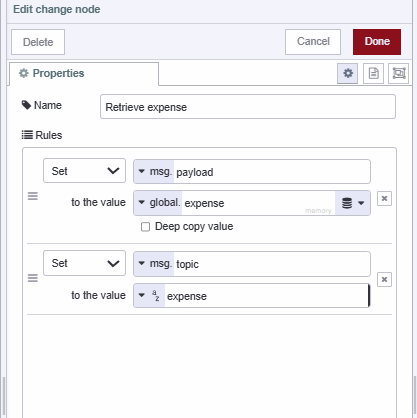 Edit change node
Delete Cancel Done
Properties
Name Retrieve expense
Rules
Set msg. payload
to the value global. expense
memory
Deep copy value
Set msg. topic
to the value a z expense